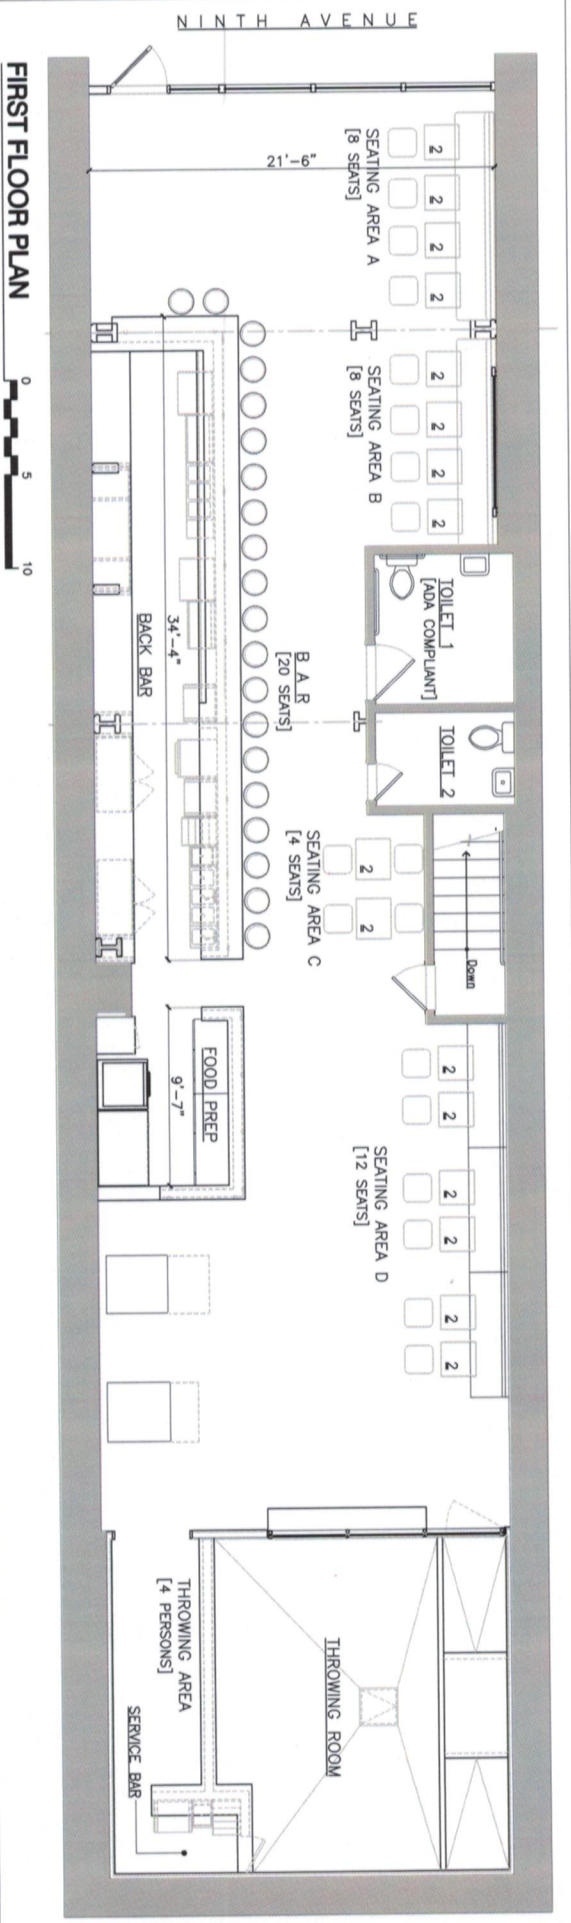 NINTH AVENUE
FIRST FLOOR PLAN
0 5 10
21'-6"
SEATING AREA A
[8 SEATS]
2
2
2
2
SEATING AREA B
[8 SEATS]
2
2
2
2
TOILET 1
[ADA COMPLIANT]
TOILET 2
BAR
[20 SEATS]
34'-4"
BACK BAR
SEATING AREA C
[4 SEATS]
2
2
Down
FOOD PREP
9'-7"
SEATING AREA D
[12 SEATS]
2
2
2
2
2
2
THROWING AREA
[4 PERSONS]
THROWING ROOM
SERVICE BAR